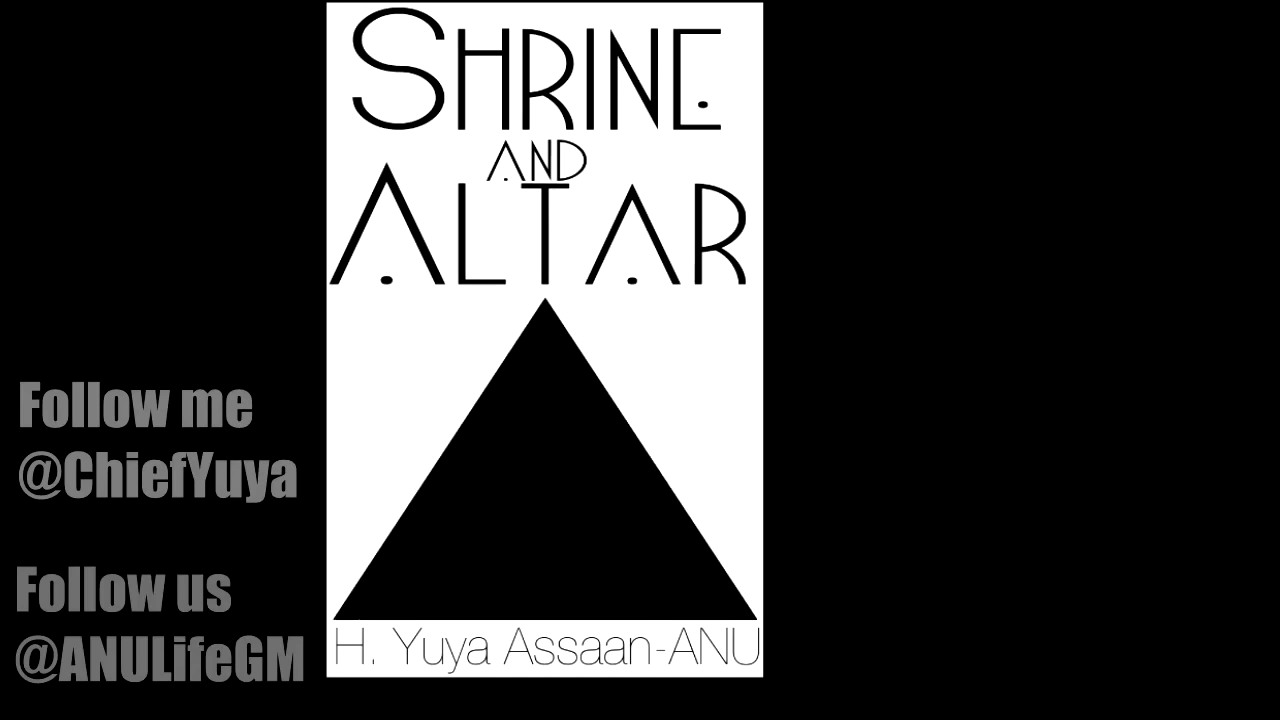 SHRINE
AND
ALTAR
Follow me
@ChiefYuya
Follow us
@ANULifeGM
H. Yuya Assaan-ANU